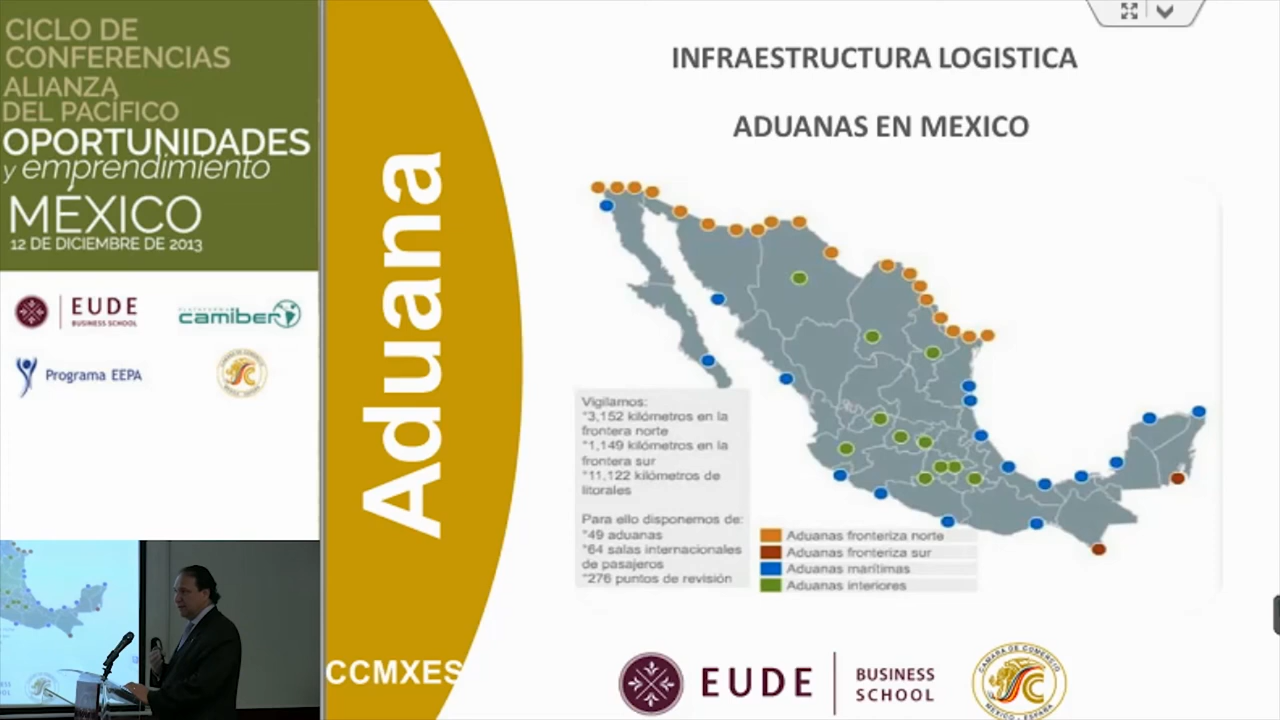 CICLO DE
CONFERENCIAS
ALIANZA
DEL PACÍFICO
OPORTUNIDADES
y emprendimiento
MÉXICO
12 DE DICIEMBRE DE 2013
EUDE
BUSINESS SCHOOL
PLATAFORMA
camiber
Programa EEPA
Aduana
CCMXES
INFRAESTRUCTURA LOGISTICA
ADUANAS EN MEXICO
Vigilamos:
*3,152 kilómetros en la
frontera norte
*1,149 kilómetros en la
frontera sur
*11,122 kilómetros de
litorales
Para ello disponemos de:
*49 aduanas
*64 salas internacionales
de pasajeros
*276 puntos de revisión
Aduanas fronteriza norte
Aduanas fronteriza sur
Aduanas marítimas
Aduanas interiores
EUDE
BUSINESS
SCHOOL
CAMARA DE COMERCIO
MEXICO - ESPAÑA